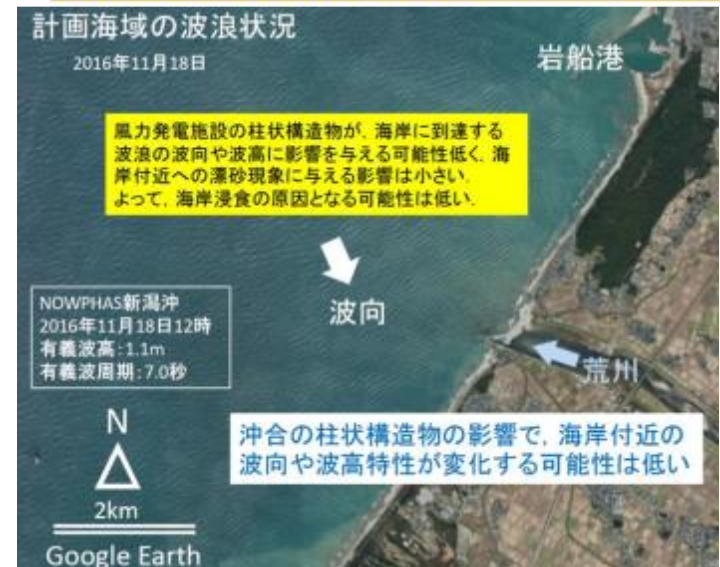 計画海域の波浪状況
2016年11月18日
岩船港
風力発電施設の柱状構造物が、海岸に到達する
波浪の波向や波高に影響を与える可能性低く、海
岸付近への漂砂現象に与える影響は小さい.
よって、海岸浸食の原因となる可能性は低い.
波向
NOWPHAS新潟沖
2016年11月18日12時
有義波高:1.1m
有義波周期:7.0秒
荒川
沖合の柱状構造物の影響で、海岸付近の
波向や波高特性が変化する可能性は低い
N
2km
Google Earth